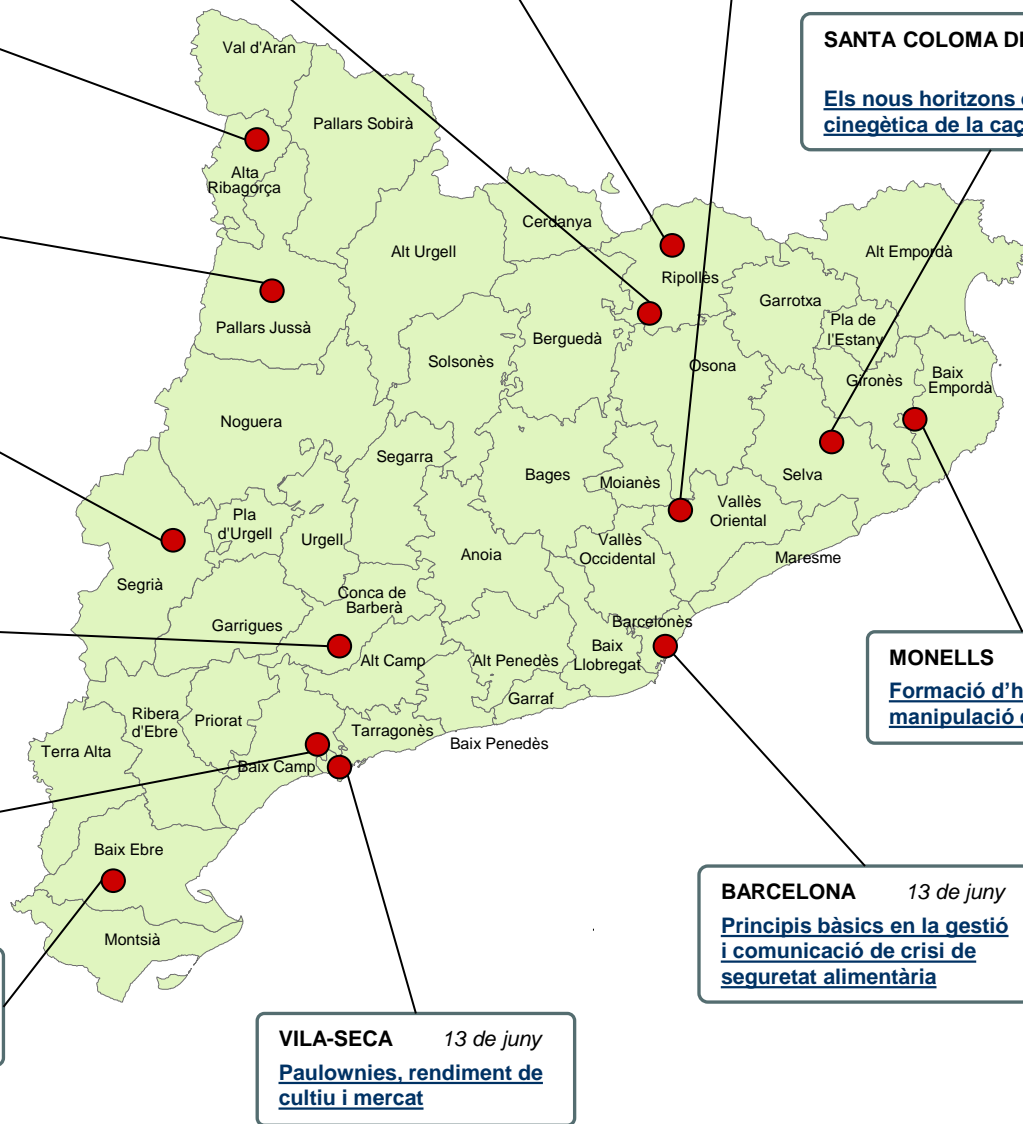 SANTA COLOMA DE
Els nous horitzons
cinegètica de la
Val d'Aran
Pallars Sobirà
Alta
Ribagorça
Cerdanya
Alt Urgell
Ripollès
Alt Empordà
Garrotxa
Pla de
l'Estany
Pallars Jussà
Berguedà
Solsonès
Osona
Gironès
Baix
Empordà
Noguera
Segarra
Bages
Moianès
Selva
Vallès
Oriental
Pla
d'Urgell
Urgell
Anoia
Vallès
Occidental
Maresme
Segrià
Conca de
Barberà
Garrigues
Barcelonès
Alt Camp
Alt Penedès
Baix
Llobregat
Garraf
MONELLS
Formació
manipulació
Ribera
d'Ebre
Priorat
Tarragonès
Baix Penedès
Terra Alta
Baix Camp
Baix Ebre
Montsià
BARCELONA 13 de juny
Principis bàsics en la gestió
i comunicació de crisi de
seguretat alimentària
VILA-SECA 13 de juny
Paulownies, rendiment de
cultiu i mercat